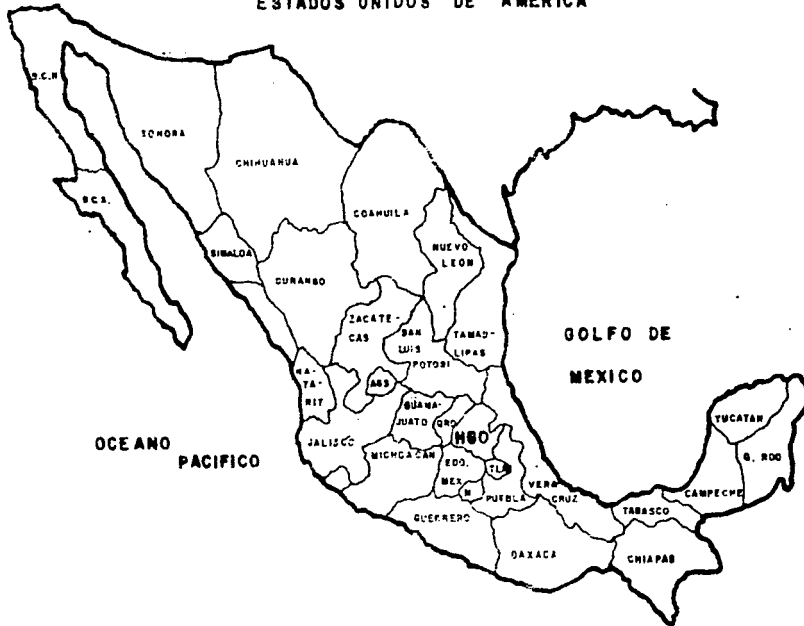 ESTADOS UNIDOS DE AMERICA
B.C.N
SONORA
CHIHUAHUA
B.C.S.
COAHUILA
SINALOA
NUEVO
LEON
DURANGO
ZACATE-
CAS
SAN
LUIS
POTOSI
TAMAU-
LIPAS
GOLFO DE
MEXICO
NA-
YA-
RIT
AGS
GUANA-
JUATO
QRO
HGO
JALISCO
MICHOACAN
OCEANO
PACIFICO
EDO.
MEX
TLAX
M
PUEBLA
VERA
CRUZ
GUERRERO
OAXACA
YUCATAN
Q. ROO
CAMPECHE
TABASCO
CHIAPAS